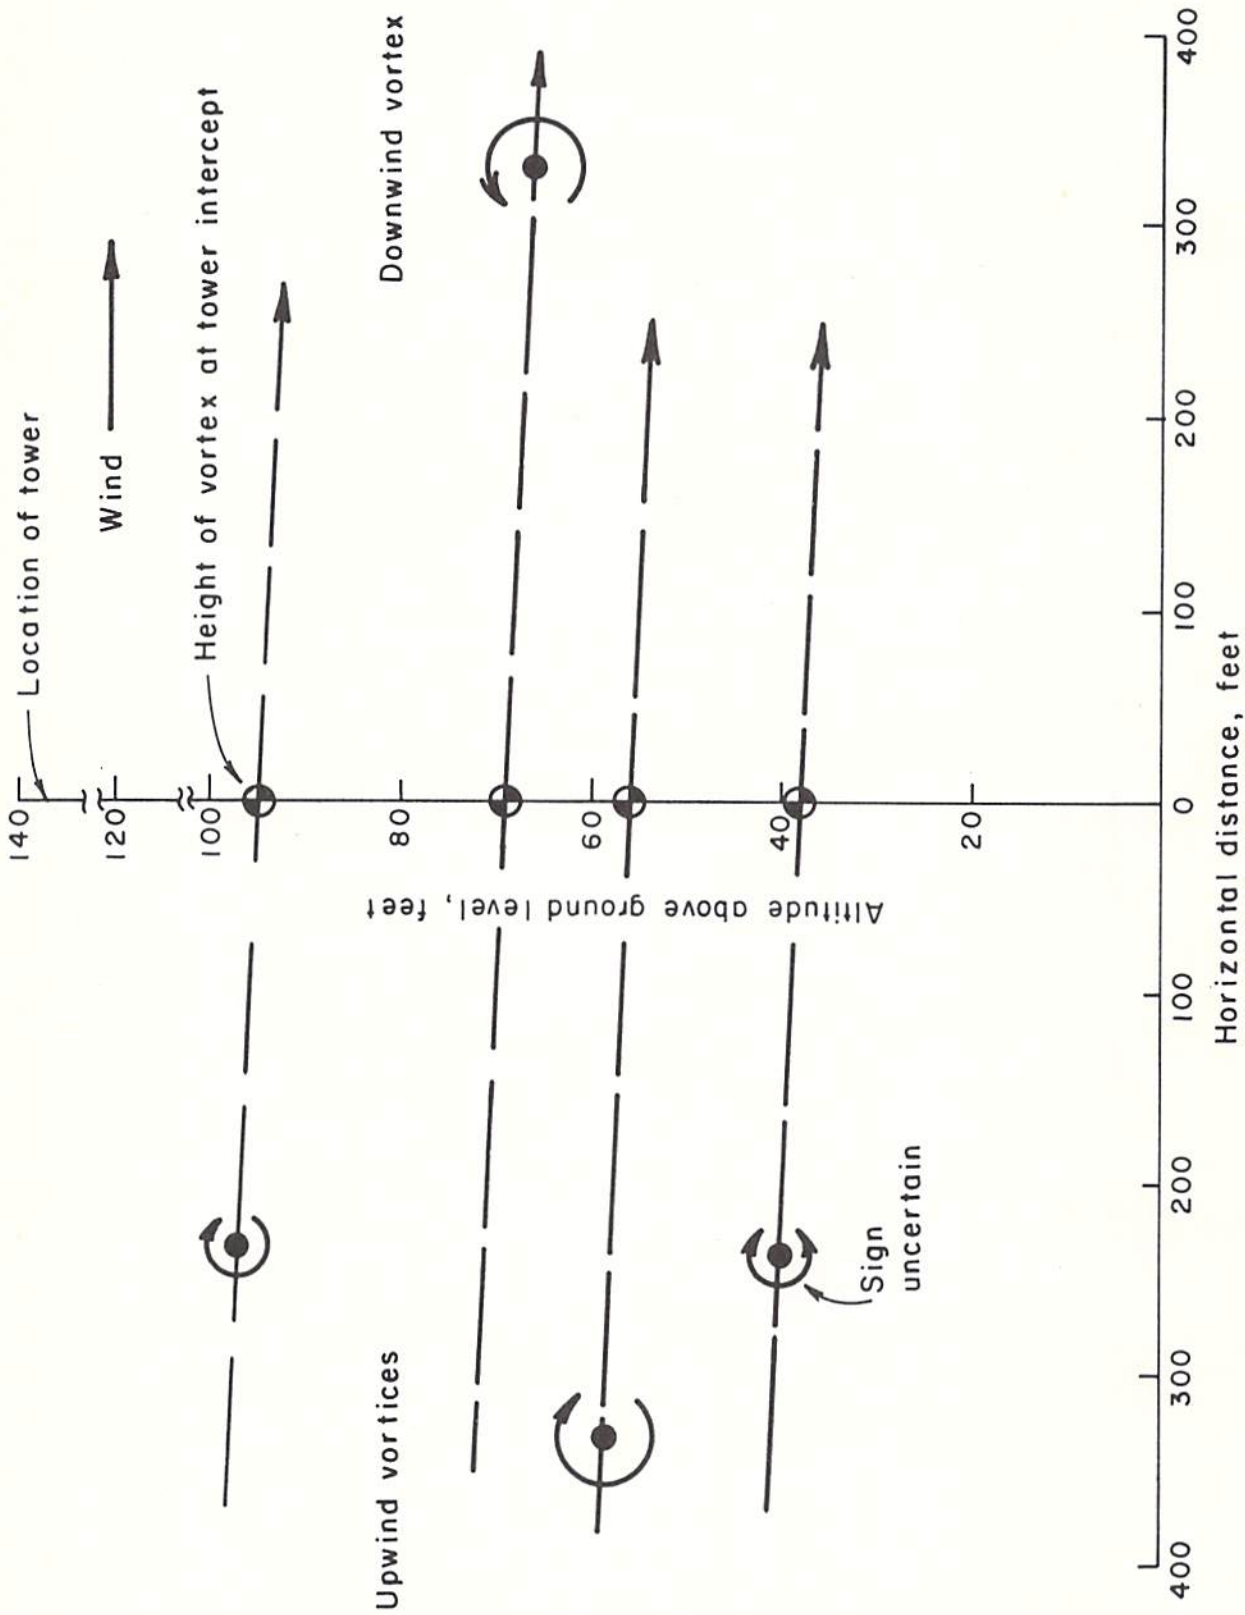 Location of tower
Wind
Height of vortex at tower intercept
Downwind vortex
Upwind vortices
Sign
uncertain
Altitude above ground level, feet
140
120
100
80
60
40
20
0
400
300
200
100
100
200
300
400
Horizontal distance, feet